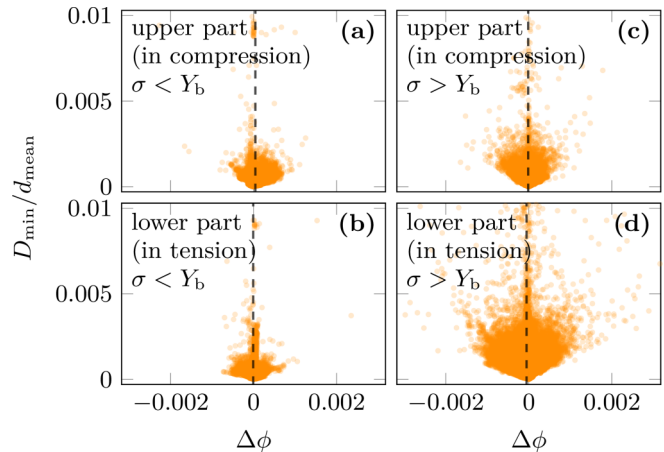 0.01
upper part
(in compression)
σ < Y_b
(a)
upper part
(in compression)
σ > Y_b
(c)
0.005
0
D_min/d_mean
0.01
lower part
(in tension)
σ < Y_b
(b)
lower part
(in tension)
σ > Y_b
(d)
0.005
0
−0.002 0 0.002
−0.002 0 0.002
Δϕ
Δϕ